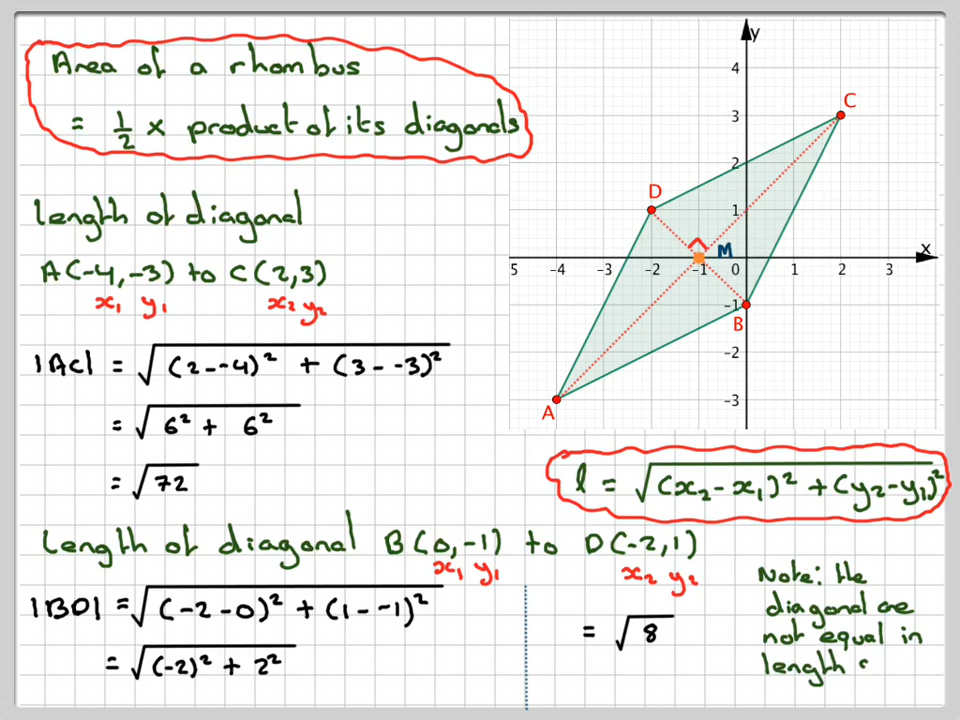 Area of a rhombus
= 1/2 x product of its diagonals
length of diagonal
A(-4,-3) to C(2,3)
x₁ y₁ x₂ y₂
|AC| = √((2--4)² + (3--3)²)
= √(6² + 6²)
= √72
l = √((x₂-x₁)² + (y₂-y₁)²)
Length of diagonal B(0,-1) to D(-2,1)
x₁ y₁ x₂ y₂
|BD| = √((-2-0)² + (1--1)²)
= √((-2)² + 2²)
= √8
Note: the
diagonal are
not equal in
length .
y
4
C
3
2
D
1
M
x
5 -4 -3 -2 -1 0 1 2 3
-1
B
-2
-3
A